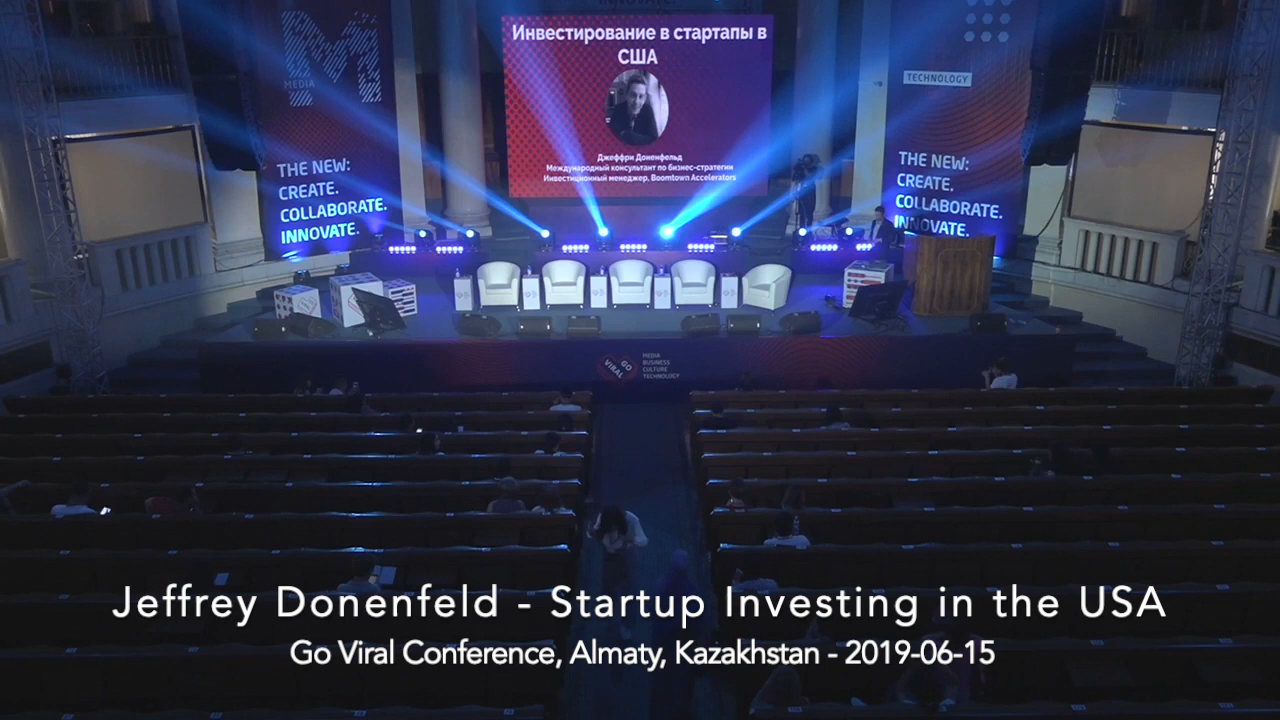 INNOVATE.
Инвестирование в стартапы в
США
MEDIA
TECHNOLOGY
Джеффри Доненфельд
Международный консультант по бизнес-стратегии
Инвестиционный менеджер, Boomtown Accelerators
THE NEW:
CREATE.
COLLABORATE.
INNOVATE.
THE NEW:
CREATE.
COLLABORATE.
INNOVATE.
GO
VIRAL
MEDIA
BUSINESS
CULTURE
TECHNOLOGY
Jeffrey Donenfeld - Startup Investing in the USA
Go Viral Conference, Almaty, Kazakhstan - 2019-06-15